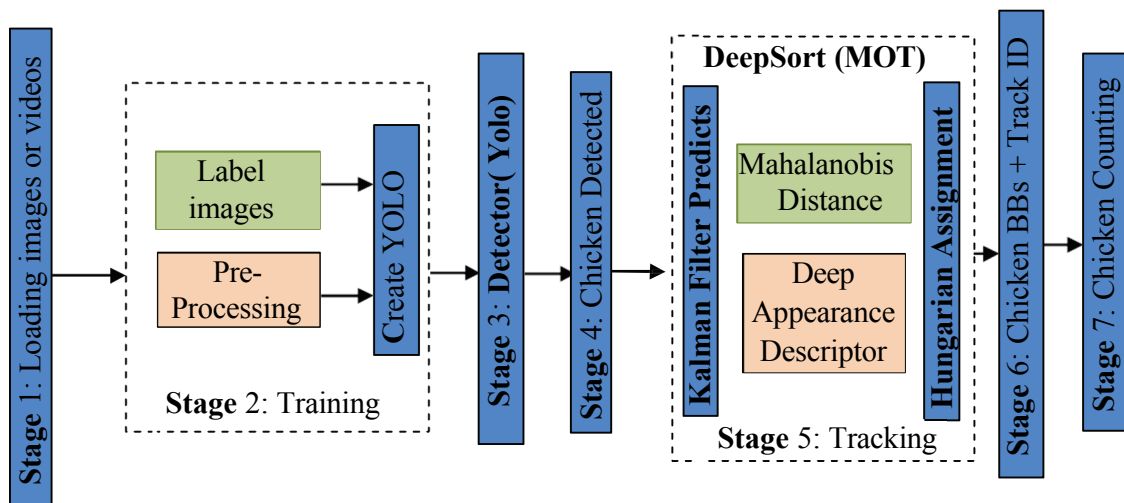 Stage 1: Loading images or videos
Label
images
Pre-
Processing
Create YOLO
Stage 2: Training
Stage 3: Detector( Yolo)
Stage 4: Chicken Detected
DeepSort (MOT)
Kalman Filter Predicts
Mahalanobis
Distance
Deep
Appearance
Descriptor
Hungarian Assignment
Stage 5: Tracking
Stage 6: Chicken BBs + Track ID
Stage 7: Chicken Counting